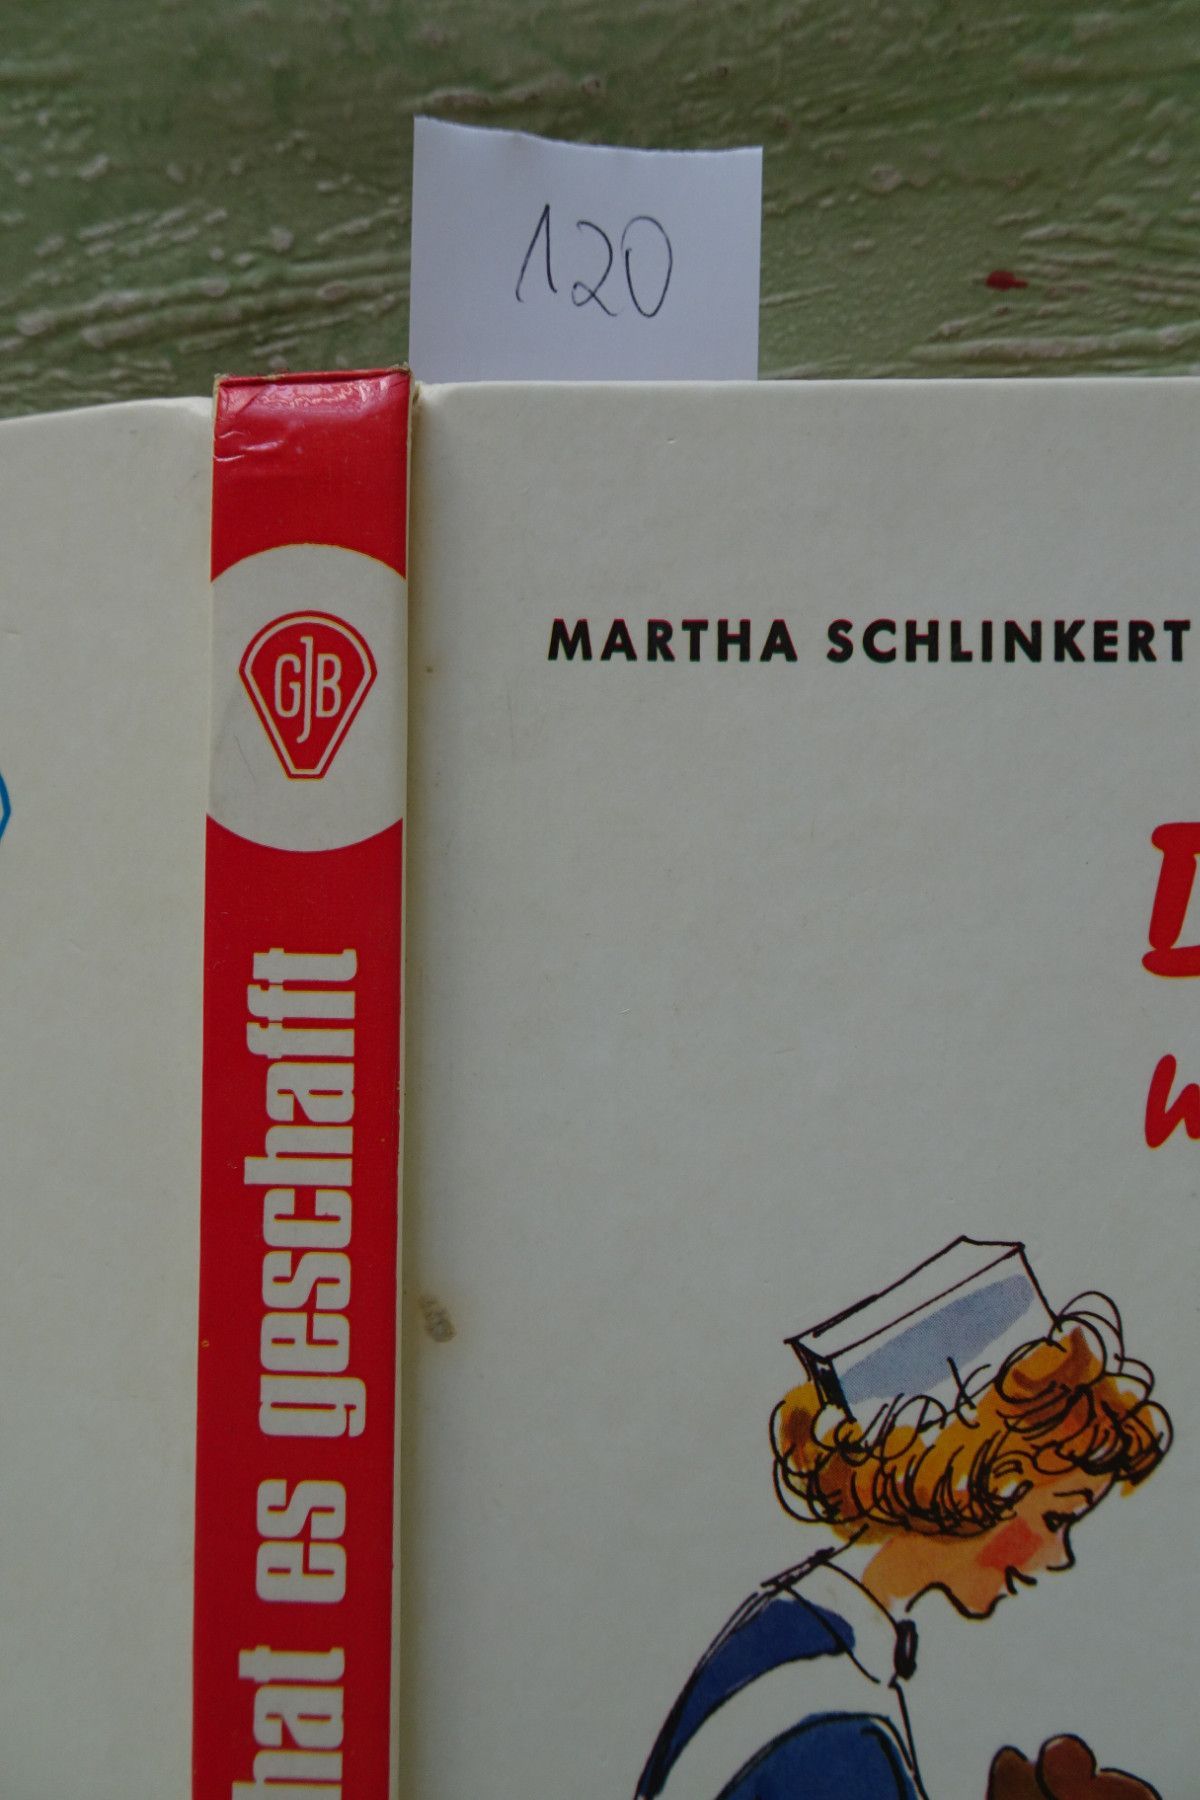 120
GJB
hat es geschafft
MARTHA SCHLINKERT